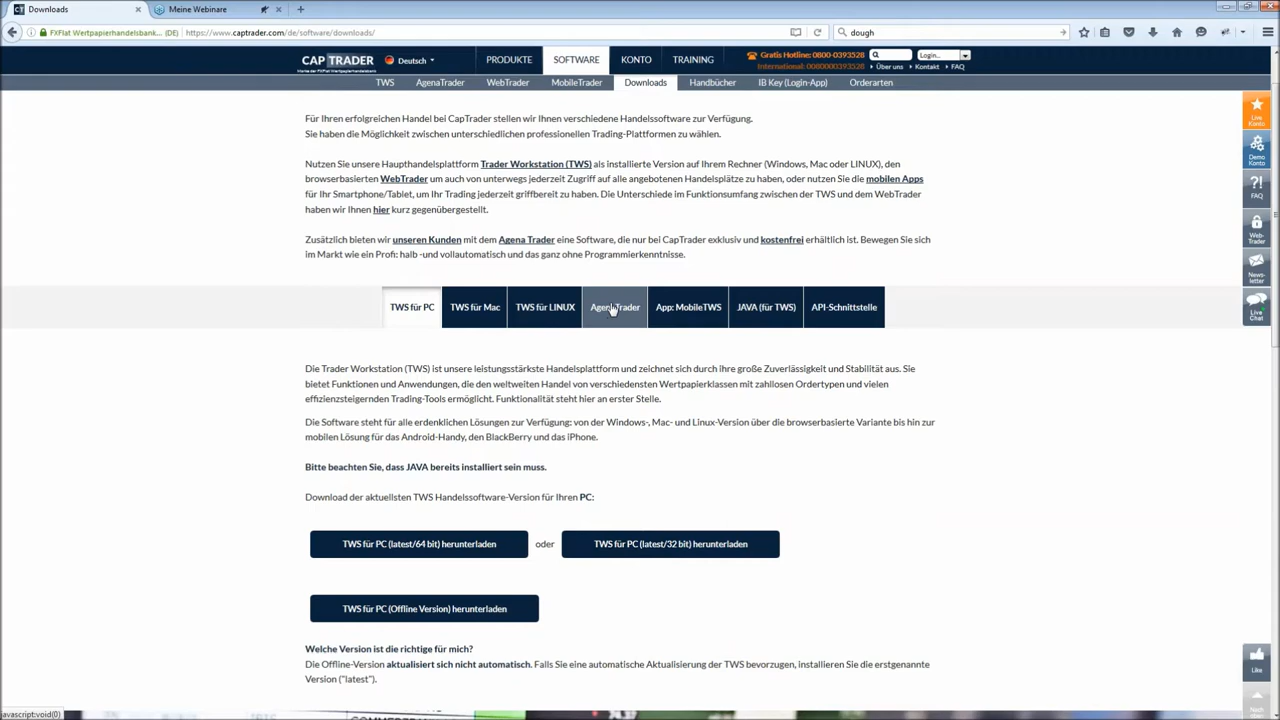 Downloads
Meine Webinare
FXFlat Wertpapierhandelsbank... (DE)
https://www.captrader.com/de/software/downloads/
dough
CAPTRADER
Deutsch
PRODUKTE
SOFTWARE
KONTO
TRAINING
Gratis Hotline: 0800-0393528
Login...
Über uns
Kontakt
FAQ
TWS
AgenaTrader
WebTrader
MobileTrader
Downloads
Handbücher
IB Key (Login-App)
Orderarten
Für Ihren erfolgreichen Handel bei CapTrader stellen wir Ihnen verschiedene Handelssoftware zur Verfügung.
Sie haben die Möglichkeit zwischen unterschiedlichen professionellen Trading-Plattformen zu wählen.
Nutzen Sie unsere Haupthandelsplattform Trader Workstation (TWS) als installierte Version auf Ihrem Rechner (Windows, Mac oder LINUX), den
browserbasierten WebTrader um auch von unterwegs jederzeit Zugriff auf alle angebotenen Handelsplätze zu haben, oder nutzen Sie die mobilen Apps
für Ihr Smartphone/Tablet, um Ihr Trading jederzeit griffbereit zu haben. Die Unterschiede im Funktionsumfang zwischen der TWS und dem WebTrader
haben wir Ihnen hier kurz gegenübergestellt.
Zusätzlich bieten wir unseren Kunden mit dem Agena Trader eine Software, die nur bei CapTrader exklusiv und kostenfrei erhältlich ist. Bewegen Sie sich
im Markt wie ein Profi: halb -und vollautomatisch und das ganz ohne Programmierkenntnisse.
TWS für PC
TWS für Mac
TWS für LINUX
AgenaTrader
App: MobileTWS
JAVA (für TWS)
API-Schnittstelle
Die Trader Workstation (TWS) ist unsere leistungsstärkste Handelsplattform und zeichnet sich durch ihre große Zuverlässigkeit und Stabilität aus. Sie
bietet Funktionen und Anwendungen, die den weltweiten Handel von verschiedensten Wertpapierklassen mit zahllosen Ordertypen und vielen
effizienzsteigernden Trading-Tools ermöglicht. Funktionalität steht hier an erster Stelle.
Die Software steht für alle erdenklichen Lösungen zur Verfügung: von der Windows-, Mac- und Linux-Version über die browserbasierte Variante bis hin zur
mobilen Lösung für das Android-Handy, den BlackBerry und das iPhone.
Bitte beachten Sie, dass JAVA bereits installiert sein muss.
Download der aktuellsten TWS Handelssoftware-Version für Ihren PC:
TWS für PC (latest/64 bit) herunterladen
oder
TWS für PC (latest/32 bit) herunterladen
TWS für PC (Offline Version) herunterladen
Welche Version ist die richtige für mich?
Die Offline-Version aktualisiert sich nicht automatisch. Falls Sie eine automatische Aktualisierung der TWS bevorzugen, installieren Sie die erstgenannte
Version ("latest").
Live
Konto
Demo
Konto
FAQ
Web-
Trader
News-
letter
Live
Chat
Like
Nach
javascript:void(0)